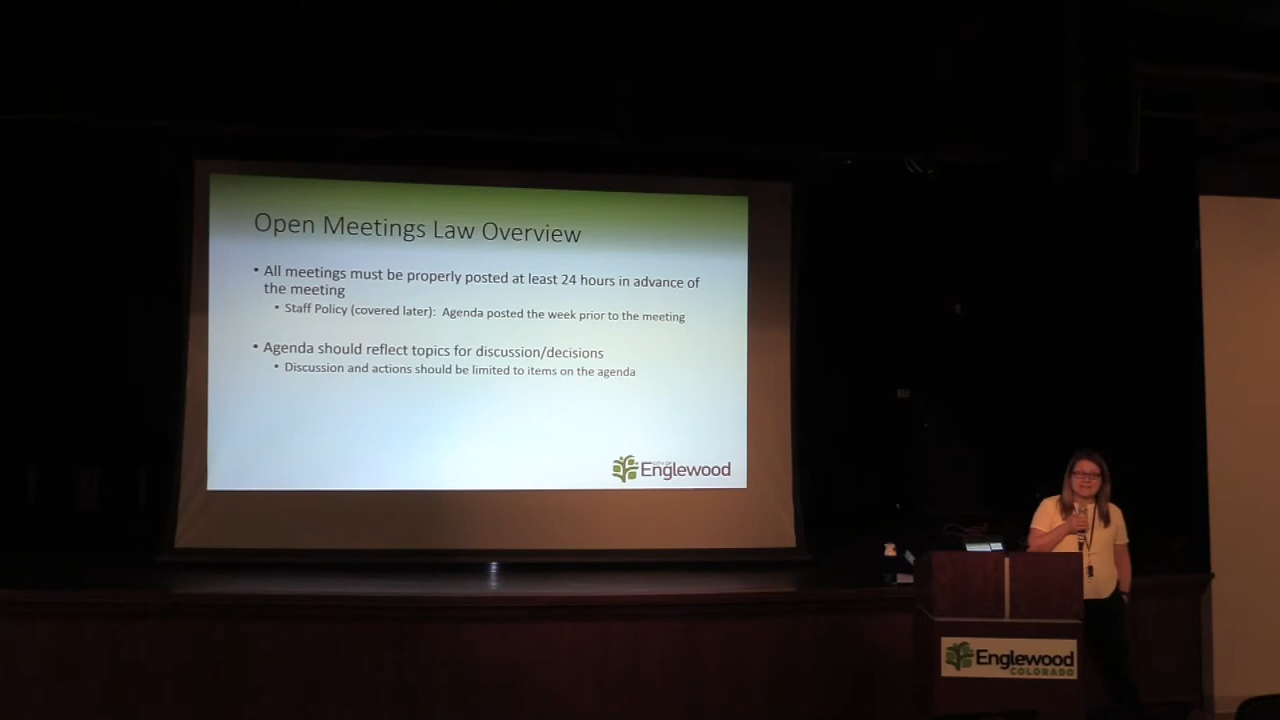 Open Meetings Law Overview
• All meetings must be properly posted at least 24 hours in advance of
the meeting
• Staff Policy (covered later): Agenda posted the week prior to the meeting
• Agenda should reflect topics for discussion/decisions
• Discussion and actions should be limited to items on the agenda
CITY OF
Englewood
Englewood
COLORADO